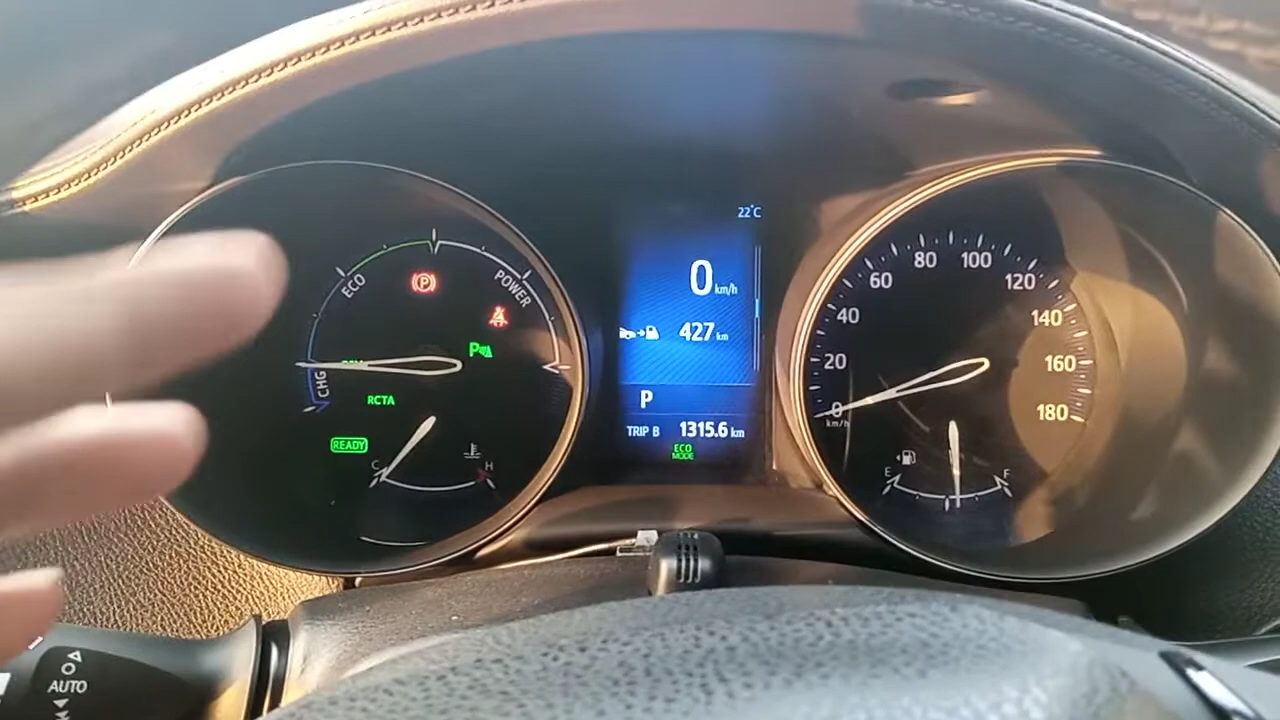 ECO
POWER
(P)
P
CHG
RCTA
READY
C
H
22°C
0 km/h
427 km
P
TRIP B 1315.6 km
ECO
MODE
0
20
40
60
80
100
120
140
160
180
km/h
E
F
AUTO